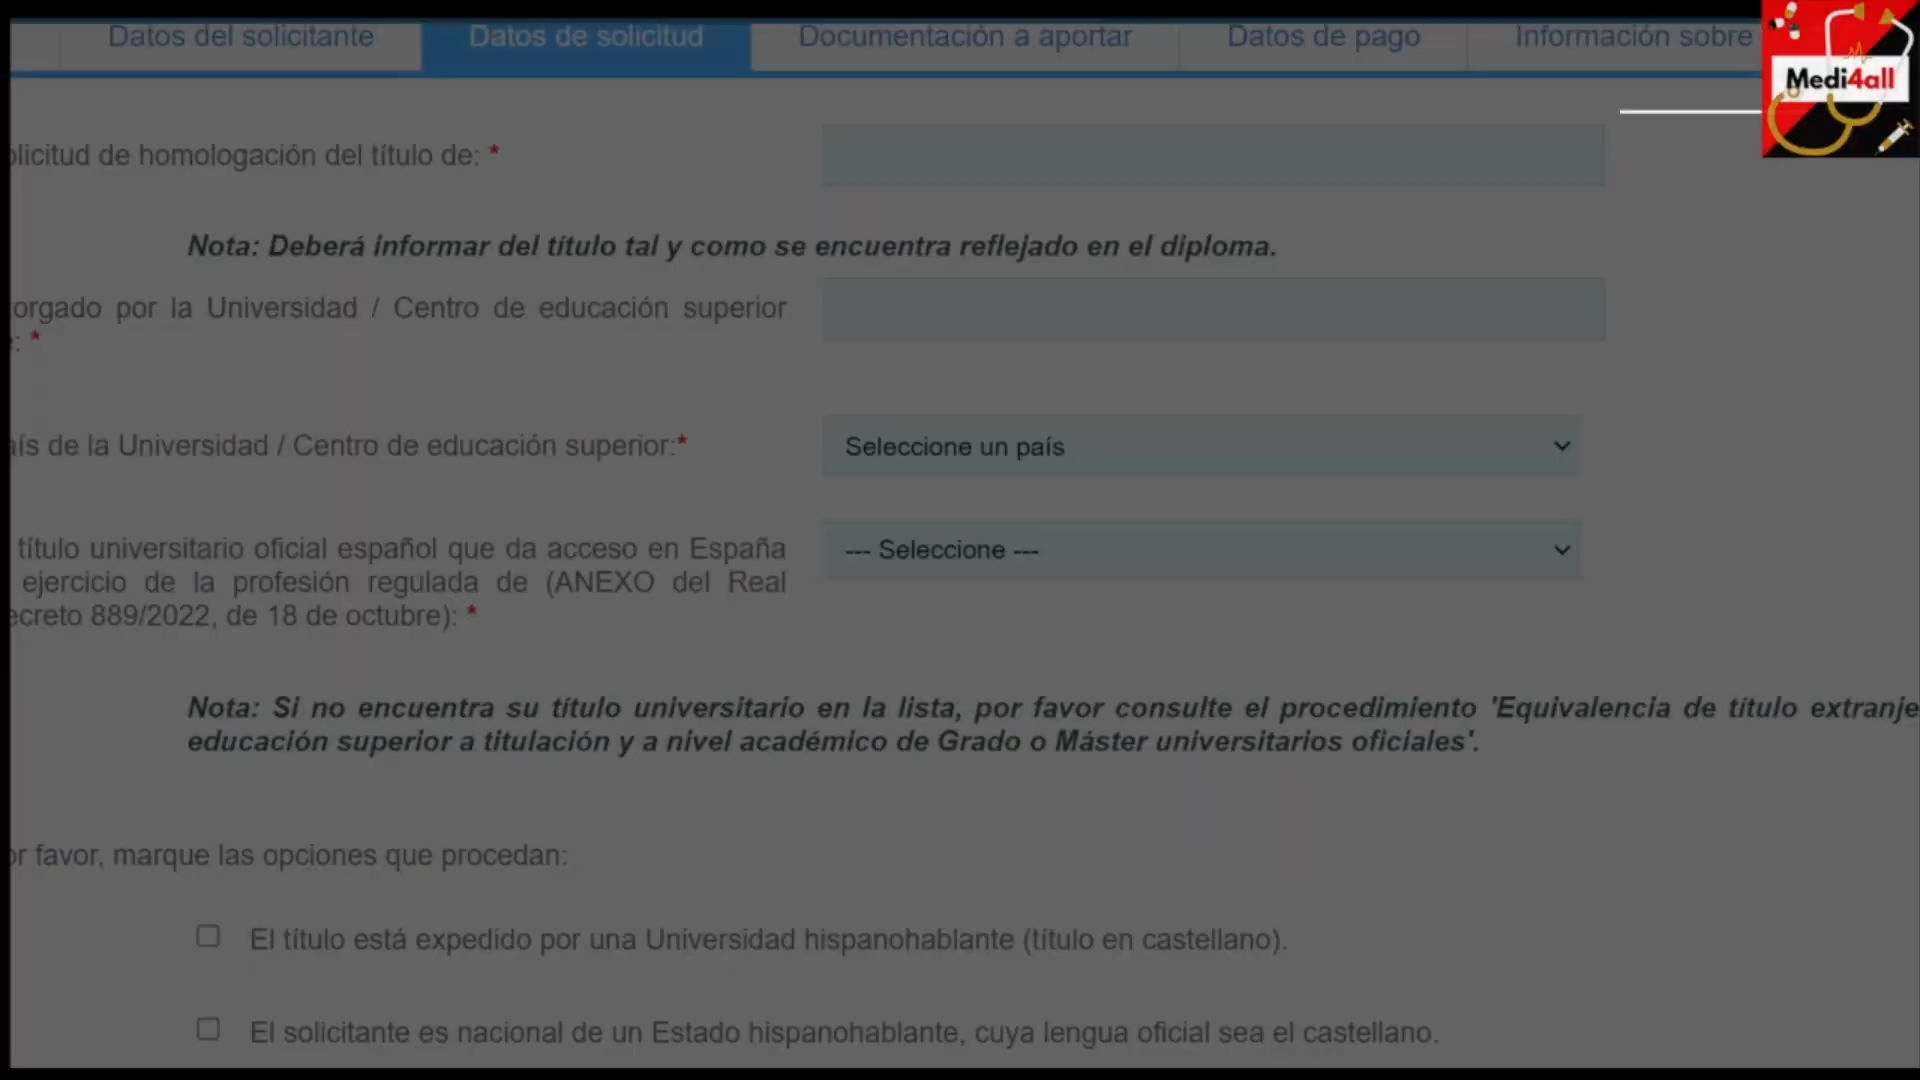 Datos del solicitante
Datos de solicitud
Documentación a aportar
Datos de pago
Información sobre
Medi4all
licitud de homologación del título de: *
Nota: Deberá informar del título tal y como se encuentra reflejado en el diploma.
orgado por la Universidad / Centro de educación superior
: *
ís de la Universidad / Centro de educación superior:*
Seleccione un país
título universitario oficial español que da acceso en España
ejercicio de la profesión regulada de (ANEXO del Real
ecreto 889/2022, de 18 de octubre): *
--- Seleccione ---
Nota: Si no encuentra su título universitario en la lista, por favor consulte el procedimiento 'Equivalencia de título extranje
educación superior a titulación y a nivel académico de Grado o Máster universitarios oficiales'.
r favor, marque las opciones que procedan:
El título está expedido por una Universidad hispanohablante (título en castellano).
El solicitante es nacional de un Estado hispanohablante, cuya lengua oficial sea el castellano.